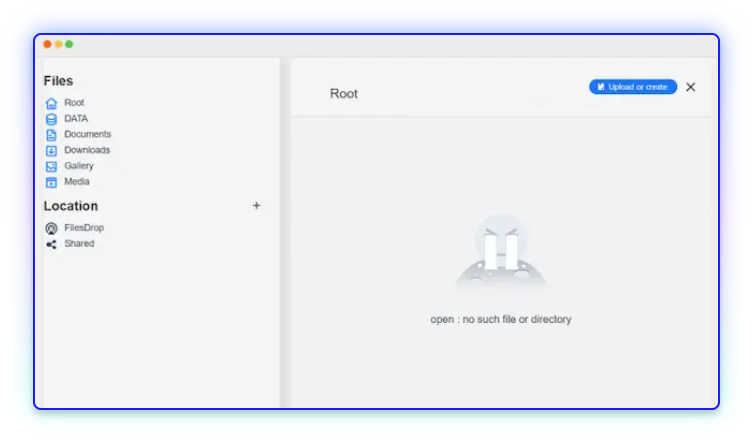 Files
Root
DATA
Documents
Downloads
Gallery
Media
Location +
FilesDrop
Shared
Root
Upload or create
open : no such file or directory